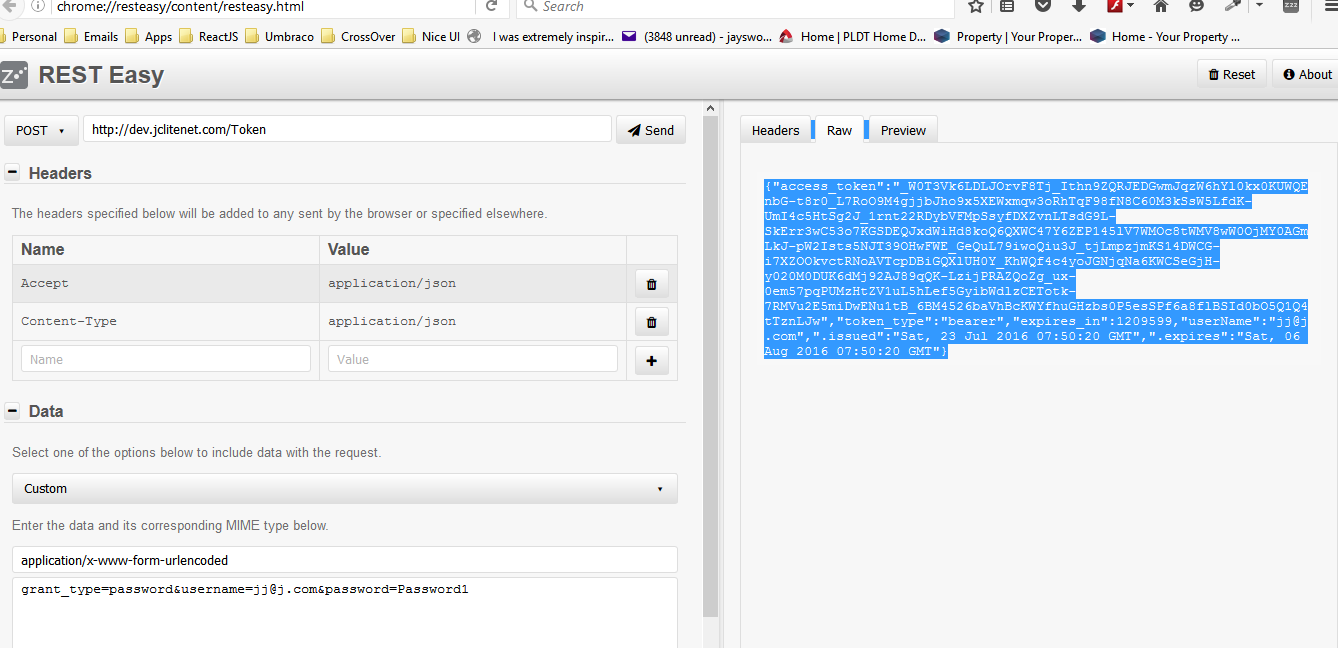 chrome://resteasy/content/resteasy.html
Search
Personal Emails Apps ReactJS Umbraco CrossOver Nice UI I was extremely inspir... (3848 unread) - jayswo... Home | PLDT Home D... Property | Your Proper... Home - Your Property ...
REST Easy
Reset
About
POST
http://dev.jclitenet.com/Token
Send
Headers
The headers specified below will be added to any sent by the browser or specified elsewhere.
Name Value
Accept application/json
Content-Type application/json
Name Value
Data
Select one of the options below to include data with the request.
Custom
Enter the data and its corresponding MIME type below.
application/x-www-form-urlencoded
grant_type=password&username=jj@j.com&password=Password1
Headers Raw Preview
{"access_token":"_W0T3Vk6LDLJOrvF8Tj_Ithn9ZQRJEDGwmJqzW6hYl0kx0KUWQE
nbG-t8r0_L7RoO9M4gjjbJho9x5XEWxmqw3oRhTqF98fN8C60M3kSsW5LfdK-
UmI4c5HtSg2J_1rnt22RDybVFMpSsyfDXZvnLTsdG9L-
SkErr3wC53o7KGSDEQJxdWiHd8koQ6QXWC47Y6ZEP145lV7WMOc8tWMV8wW0OjMY0AGm
LkJ-pW2Ists5NJT39OHwFWE_GeQuL79iwoQiu3J_tjLmpzjmKS14DWCG-
i7XZOOkvctRNoAVTcpDBiGQXlUH0Y_KhWQf4c4yoJGNjqNa6KWCSeGjH-
y020M0DUK6dMj92AJ89qQK-LzijPRAZQoZg_ux-
0em57pqPUMzHtZV1uL5hLef5GyibWdlzCETotk-
7RMVu2E5miDwENu1tB_6BM4526baVhBcKWYfhuGHzbs0P5esSPf6a8flBSId0bO5Q1Q4
tTznLJw","token_type":"bearer","expires_in":1209599,"userName":"jj@j
.com",".issued":"Sat, 23 Jul 2016 07:50:20 GMT",".expires":"Sat, 06
Aug 2016 07:50:20 GMT"}